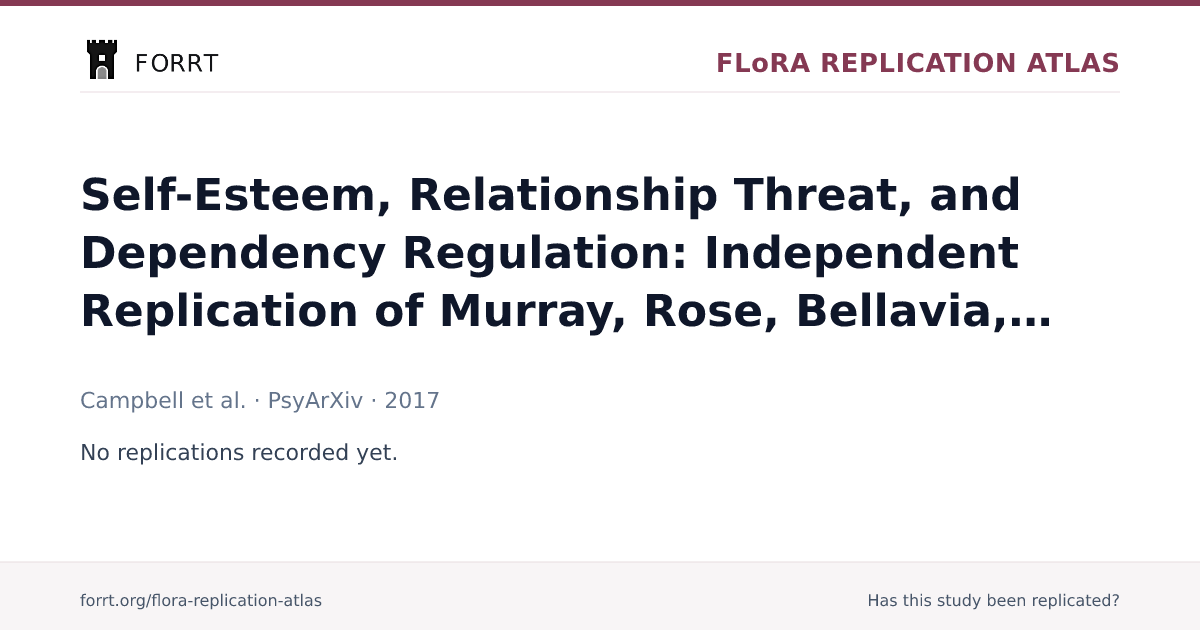 FORRT
FLoRA REPLICATION ATLAS
Self-Esteem, Relationship Threat, and
Dependency Regulation: Independent
Replication of Murray, Rose, Bellavia,…
Campbell et al. · PsyArXiv · 2017
No replications recorded yet.
forrt.org/flora-replication-atlas
Has this study been replicated?